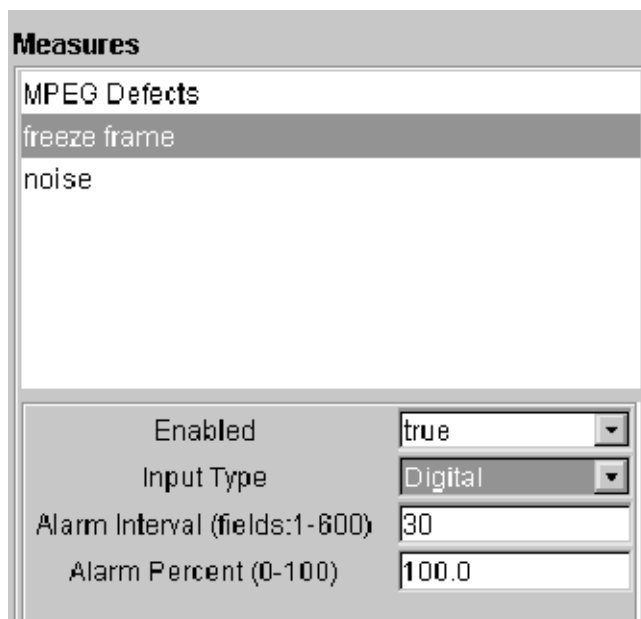 Measures
MPEG Defects
freeze frame
noise
Enabled true
Input Type Digital
Alarm Interval (fields:1-600) 30
Alarm Percent (0-100) 100.0